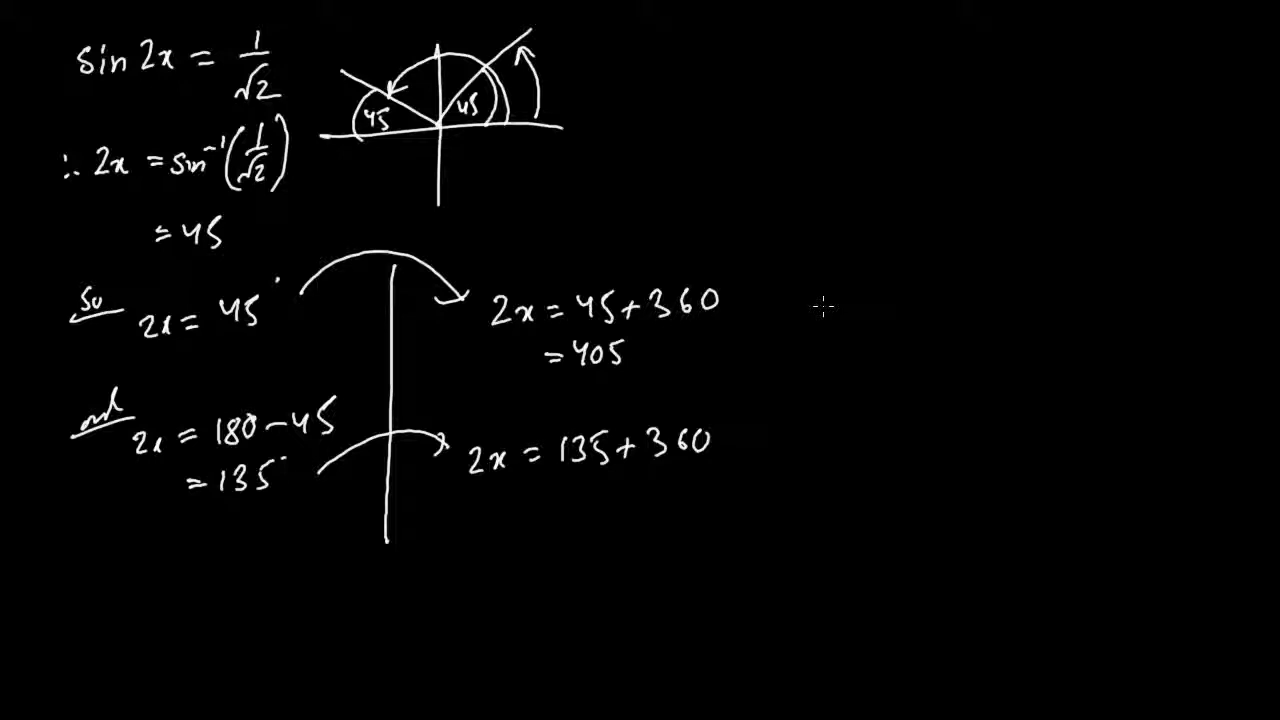 sin 2x = 1/√2
45 45
∴ 2x = sin⁻¹(1/√2)
= 45
So 2x = 45°
2x = 45 + 360
= 405
and 2x = 180 - 45
= 135°
2x = 135 + 360